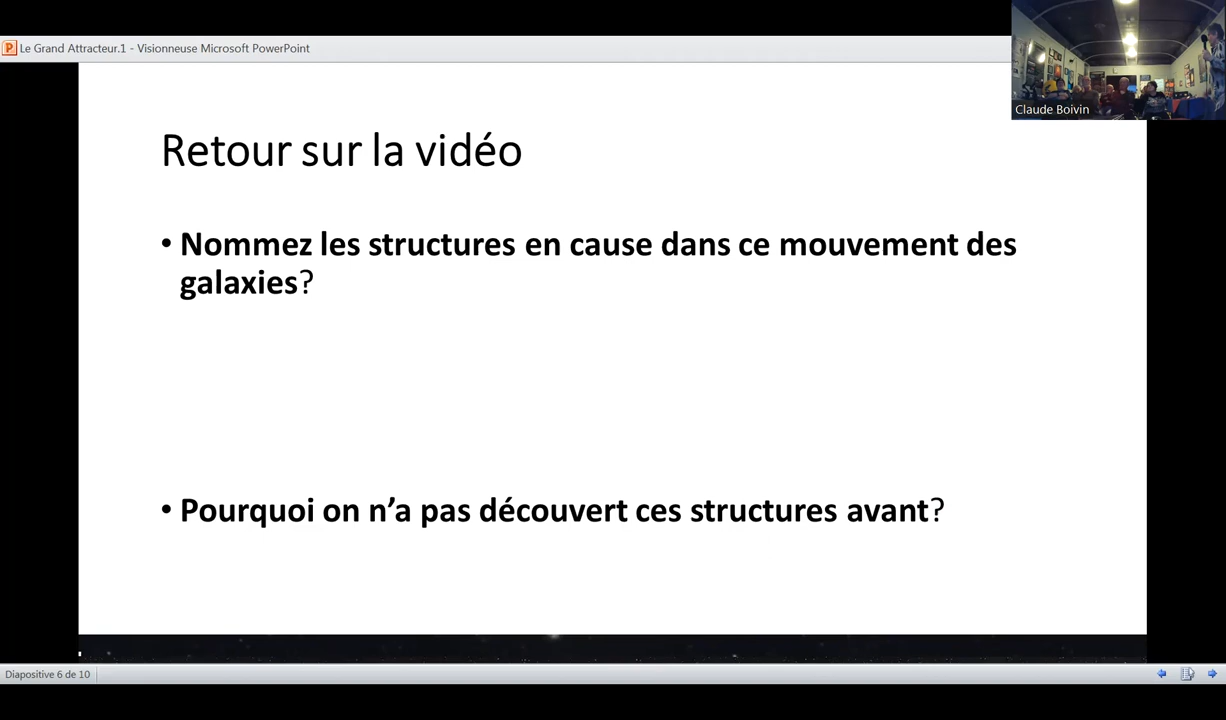 Le Grand Attracteur.1 - Visionneuse Microsoft PowerPoint
Claude Boivin
Retour sur la vidéo
• Nommez les structures en cause dans ce mouvement des
galaxies?
• Pourquoi on n’a pas découvert ces structures avant?
Diapositive 6 de 10